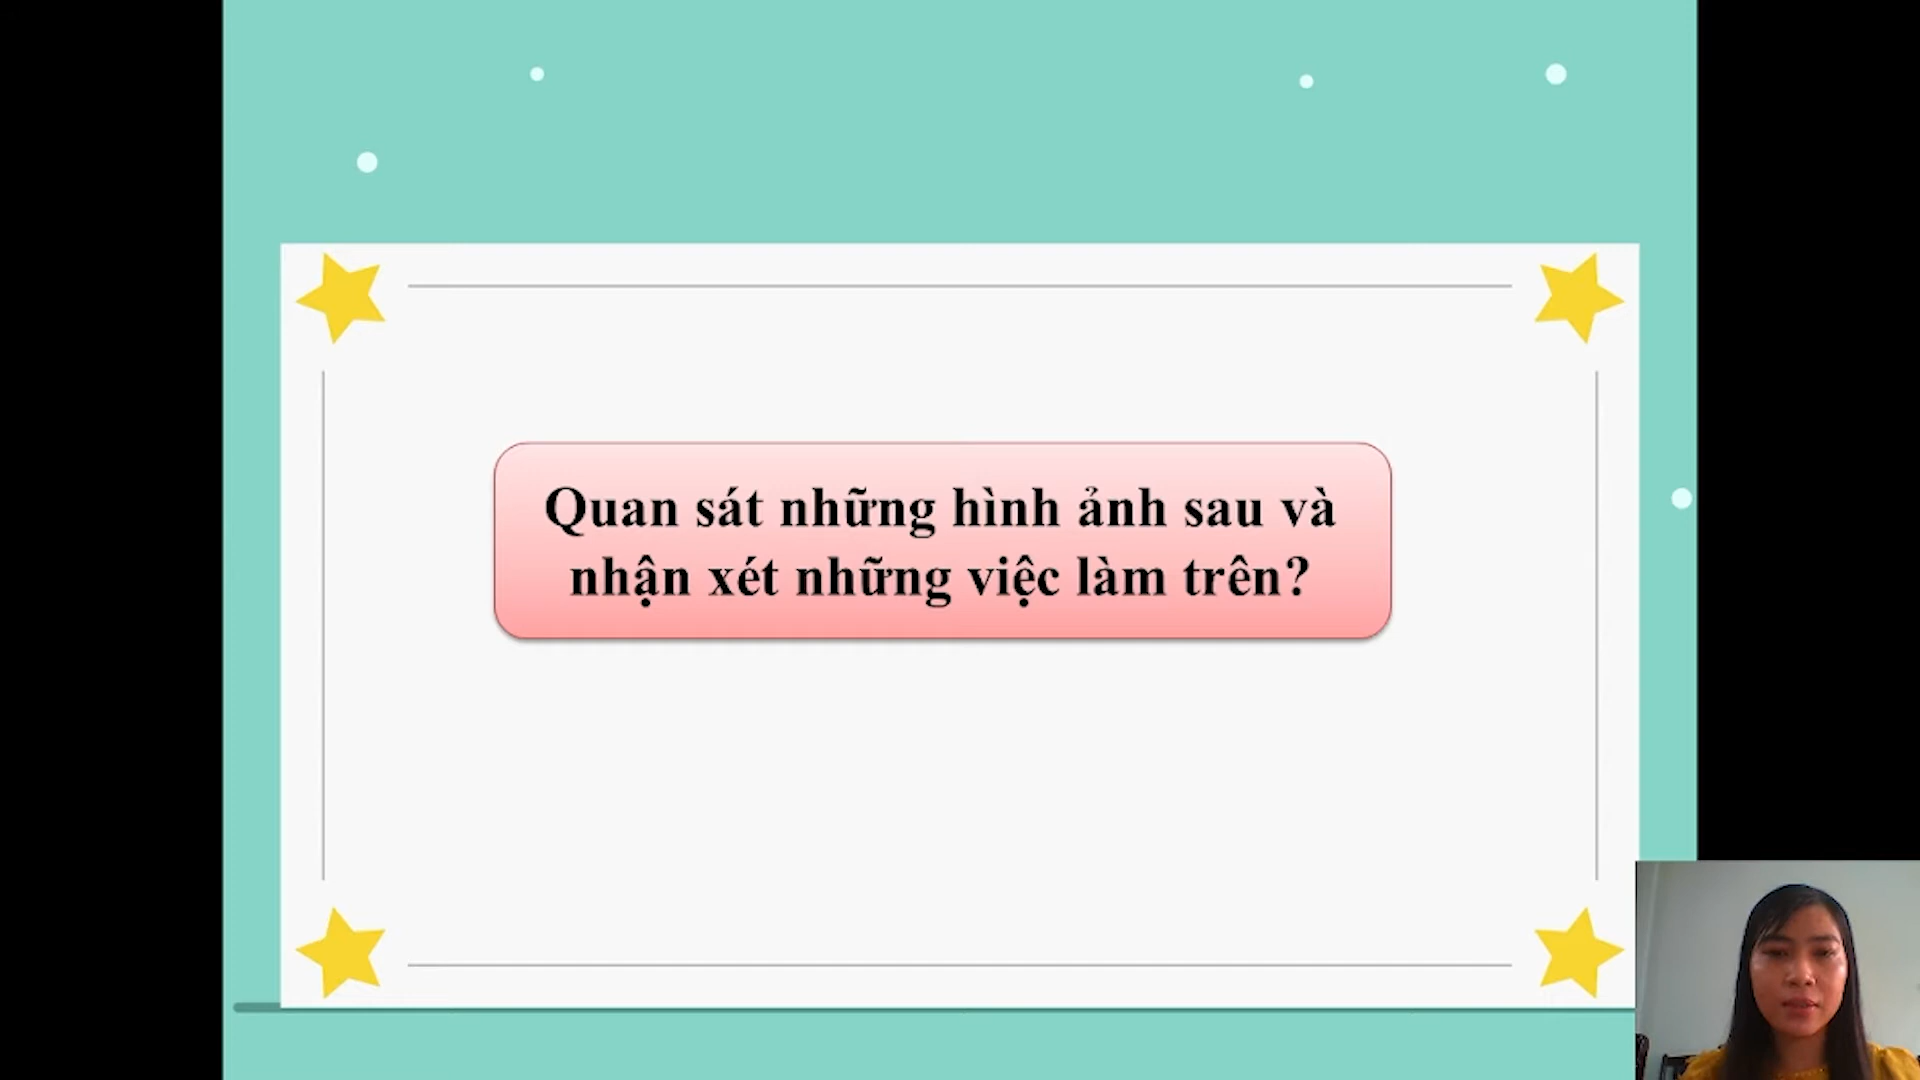 Quan sát những hình ảnh sau và
nhận xét những việc làm trên?